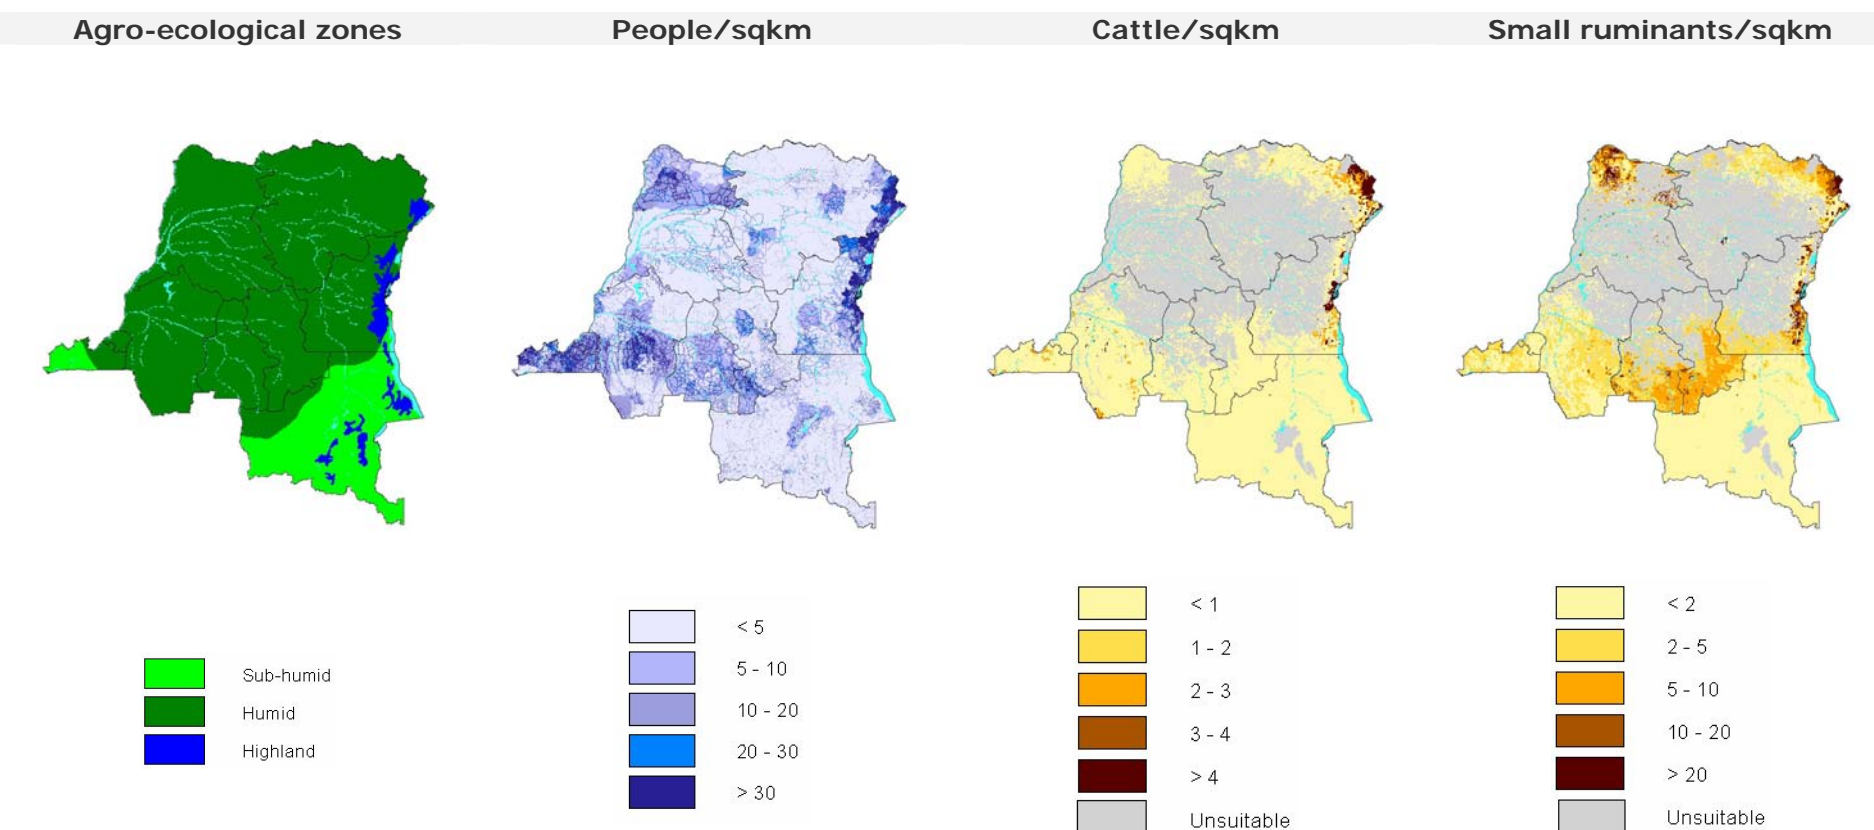 Agro-ecological zones
People/sqkm
Cattle/sqkm
Small ruminants/sqkm
Sub-humid
Humid
Highland
< 5
5 - 10
10 - 20
20 - 30
> 30
< 1
1 - 2
2 - 3
3 - 4
> 4
Unsuitable
< 2
2 - 5
5 - 10
10 - 20
> 20
Unsuitable